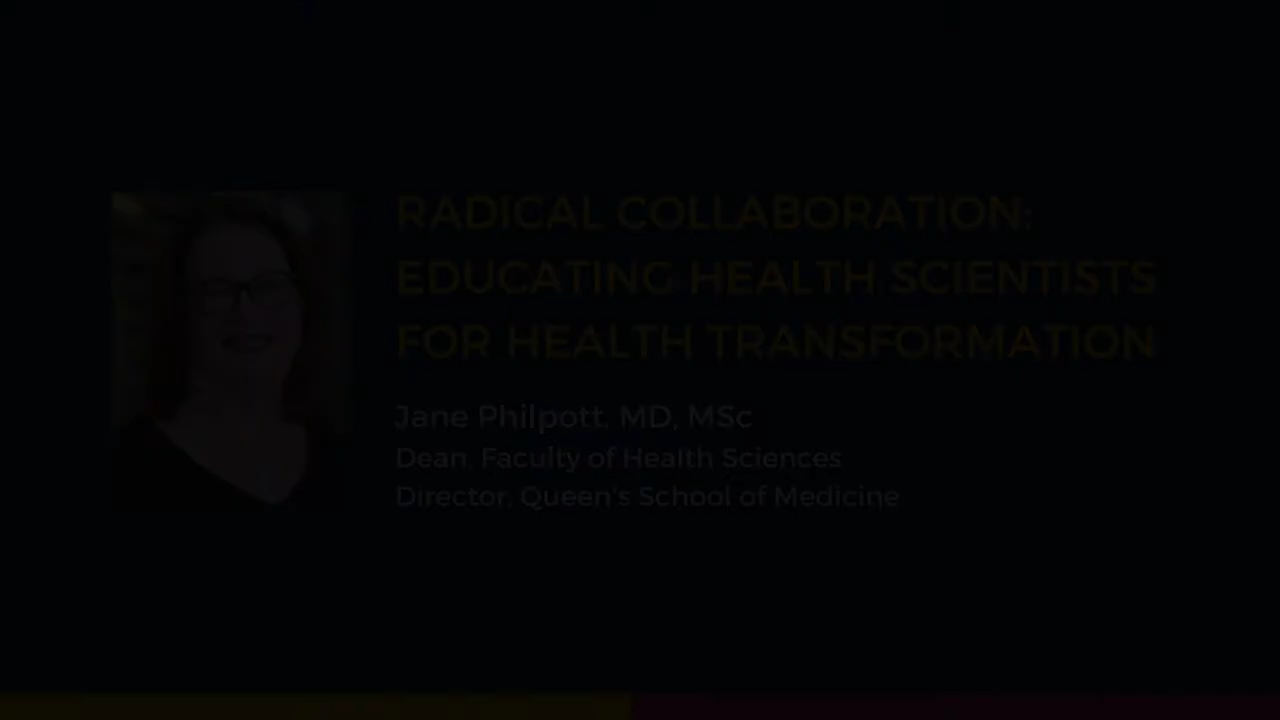 RADICAL COLLABORATION:
EDUCATING HEALTH SCIENTISTS
FOR HEALTH TRANSFORMATION
Jane Philpott, MD, MSc
Dean, Faculty of Health Sciences
Director, Queen's School of Medicine